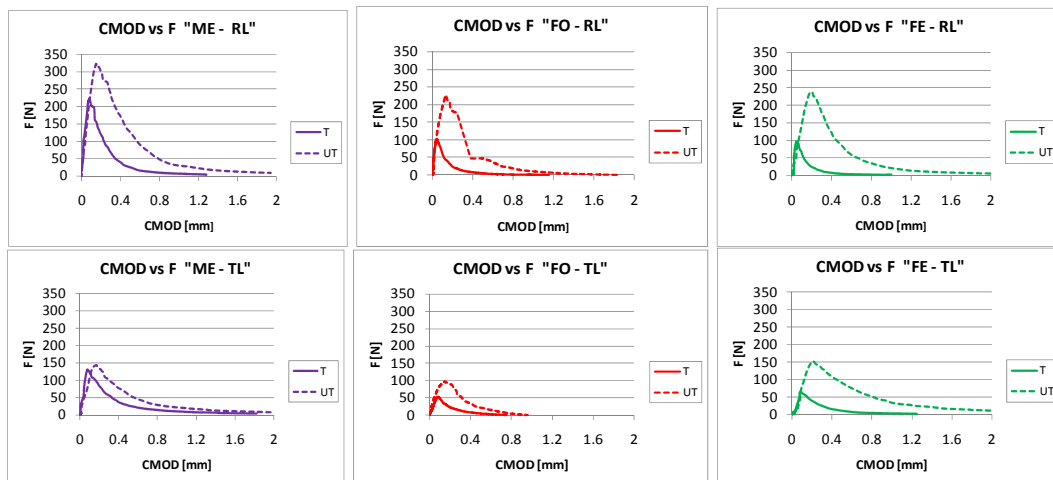 CMOD vs F "ME - RL"
350
300
250
200
150
100
50
0
F [N]
0 0.4 0.8 1.2 1.6 2
CMOD [mm]
T
UT
CMOD vs F "FO - RL"
350
300
250
200
150
100
50
0
F [N]
0 0.4 0.8 1.2 1.6 2
CMOD [mm]
T
UT
CMOD vs F "FE - RL"
350
300
250
200
150
100
50
0
F [N]
0 0.4 0.8 1.2 1.6 2
CMOD [mm]
T
UT
CMOD vs F "ME - TL"
350
300
250
200
150
100
50
0
F [N]
0 0.4 0.8 1.2 1.6 2
CMOD [mm]
T
UT
CMOD vs F "FO - TL"
350
300
250
200
150
100
50
0
F [N]
0 0.4 0.8 1.2 1.6 2
CMOD [mm]
T
UT
CMOD vs F "FE - TL"
350
300
250
200
150
100
50
0
F [N]
0 0.4 0.8 1.2 1.6 2
CMOD [mm]
T
UT